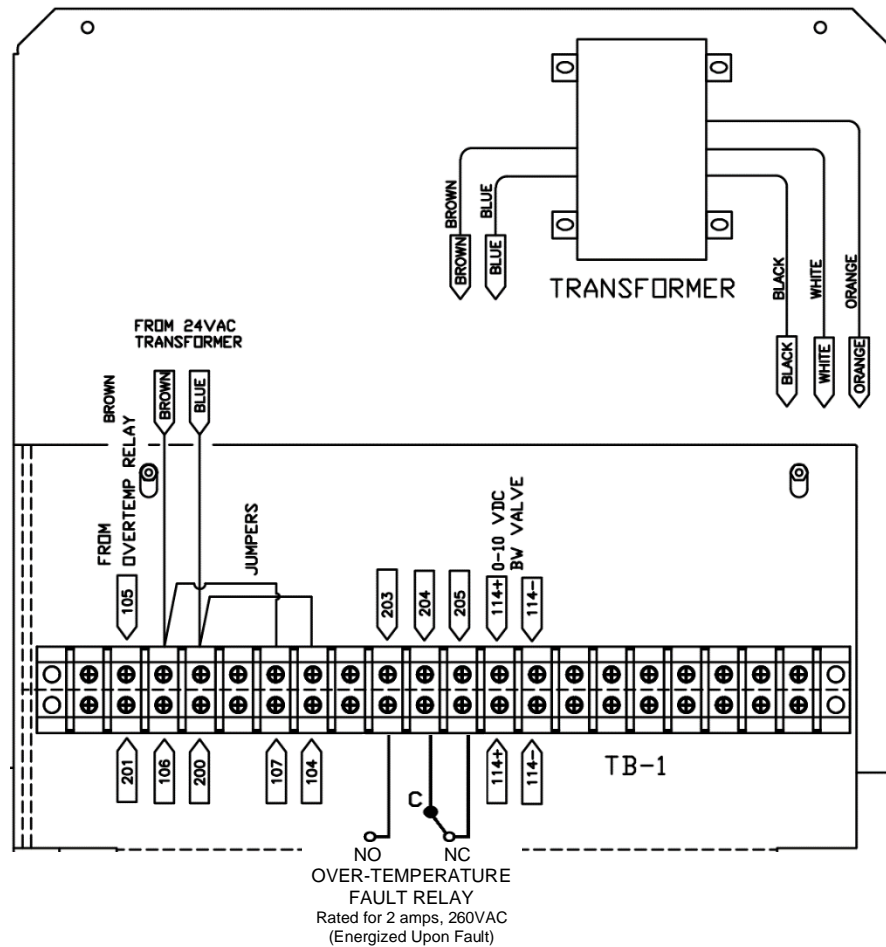 BROWN
BLUE
BROWN
BLUE
TRANSFORMER
BLACK
WHITE
ORANGE
BLACK
WHITE
ORANGE
FROM 24VAC
TRANSFORMER
BROWN
BROWN
BLUE
FROM
OVERTEMP RELAY
JUMPERS
0-10 VDC
BW VALVE
105
203
204
205
114+
114-
201
106
200
107
104
114+
114-
TB-1
C
NO
NC
OVER-TEMPERATURE
FAULT RELAY
Rated for 2 amps, 260VAC
(Energized Upon Fault)